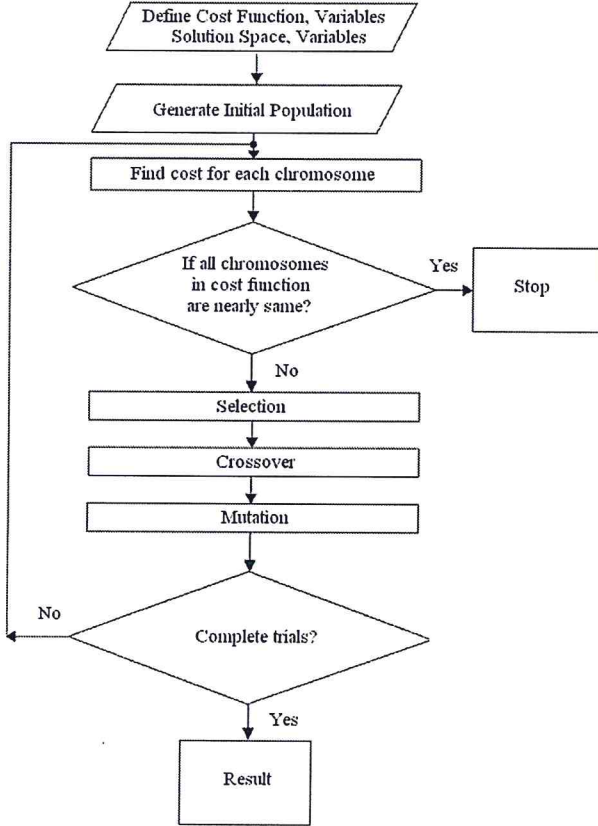 Define Cost Function, Variables
Solution Space, Variables
Generate Initial Population
Find cost for each chromosome
If all chromosomes
in cost function
are nearly same?
Yes
Stop
No
Selection
Crossover
Mutation
No
Complete trials?
Yes
Result